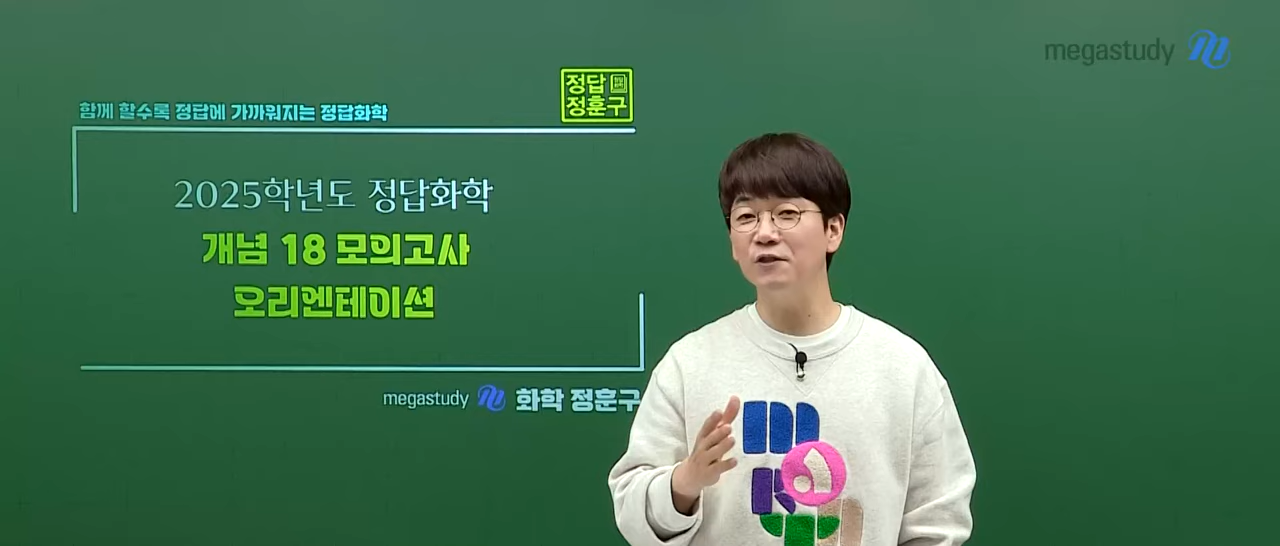 megastudy
정답
정훈구
함께 할수록 정답에 가까워지는 정답화학
2025학년도 정답화학
개념 18 모의고사
오리엔테이션
megastudy 화학 정훈구